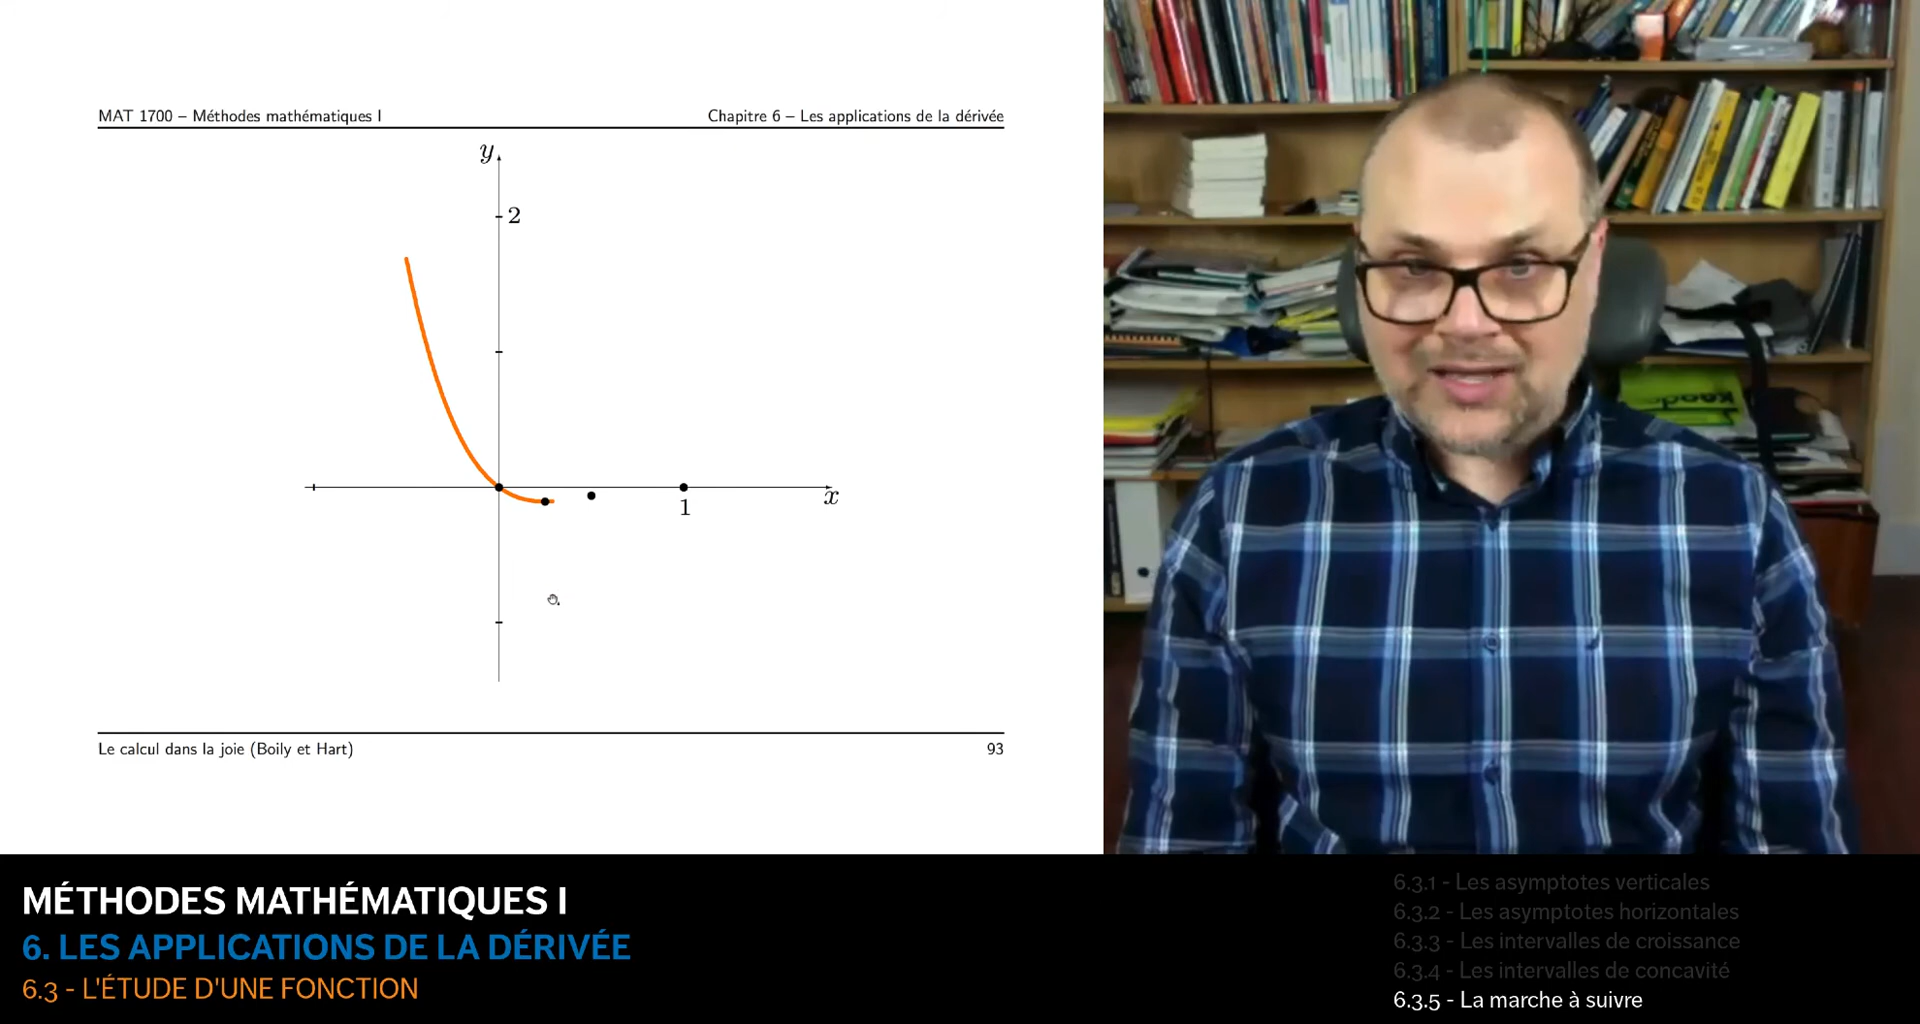 MAT 1700 – Méthodes mathématiques I
Chapitre 6 – Les applications de la dérivée
y
2
x
1
Le calcul dans la joie (Boily et Hart)
93
MÉTHODES MATHÉMATIQUES I
6. LES APPLICATIONS DE LA DÉRIVÉE
6.3 - L'ÉTUDE D'UNE FONCTION
6.3.1 - Les asymptotes verticales
6.3.2 - Les asymptotes horizontales
6.3.3 - Les intervalles de croissance
6.3.4 - Les intervalles de concavité
6.3.5 - La marche à suivre